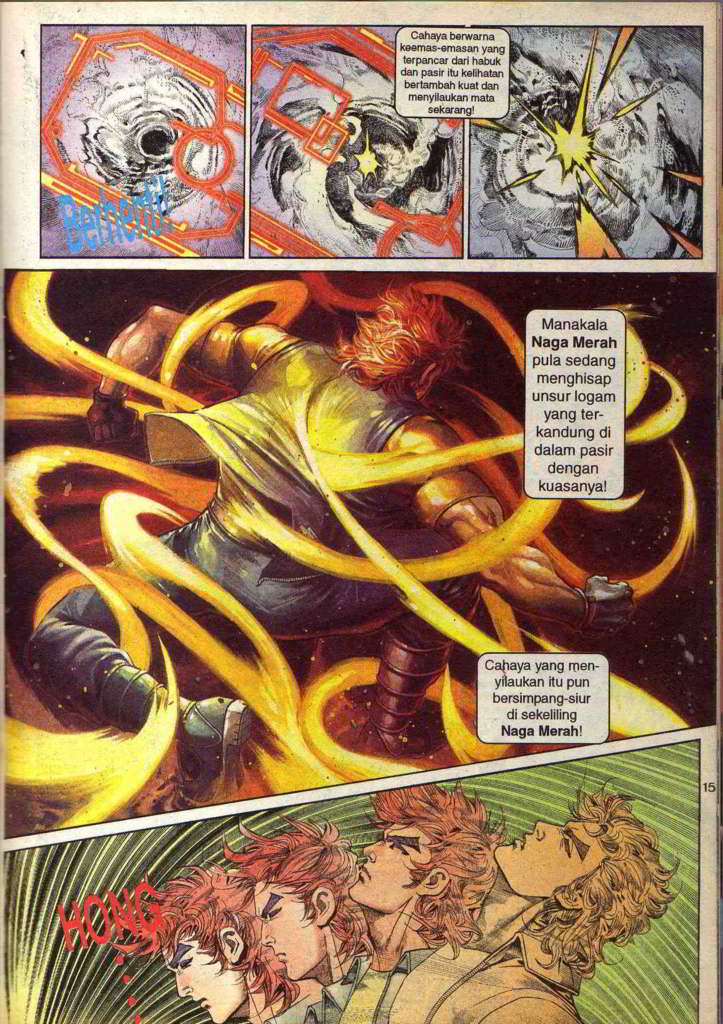 Cahaya berwarna
keemas-emasan yang
terpancar dari habuk
dan pasir itu kelihatan
bertambah kuat dan
menyilaukan mata
sekarang!
Berhenti!
Manakala
Naga Merah
pula sedang
menghisap
unsur logam
yang ter-
kandung di
dalam pasir
dengan
kuasanya!
Cahaya yang men-
yilaukan itu pun
bersimpang-siur
di sekeliling
Naga Merah!
15
HONG